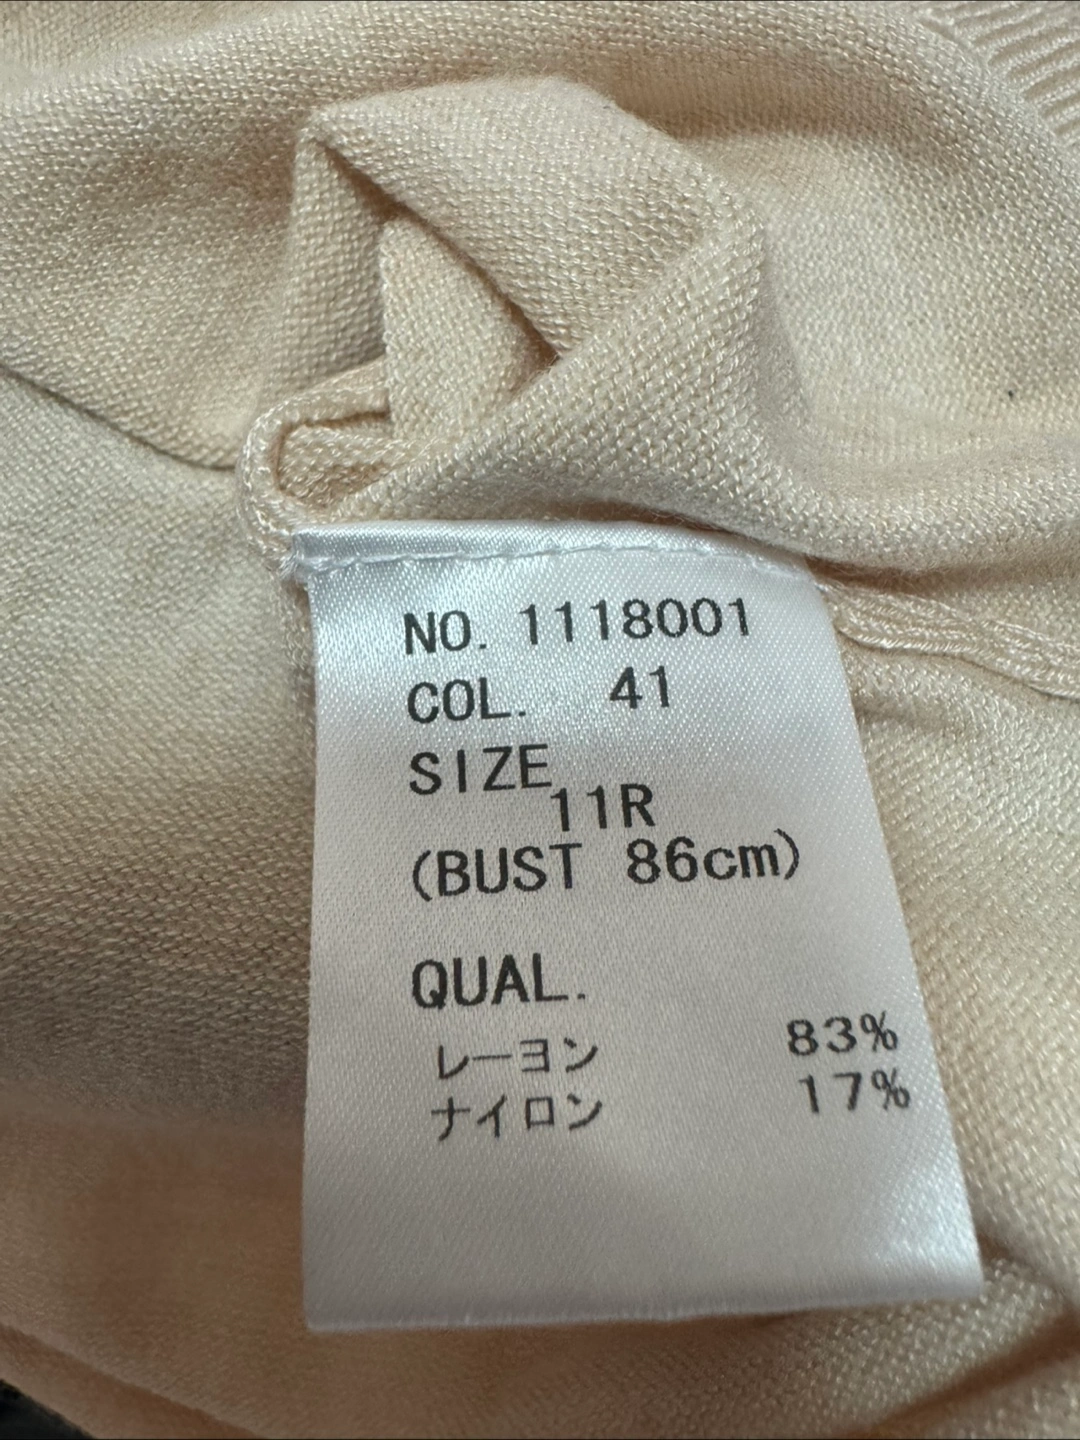 NO. 1118001
COL. 41
SIZE
11R
(BUST 86cm)
QUAL.
レーヨン 83%
ナイロン 17%